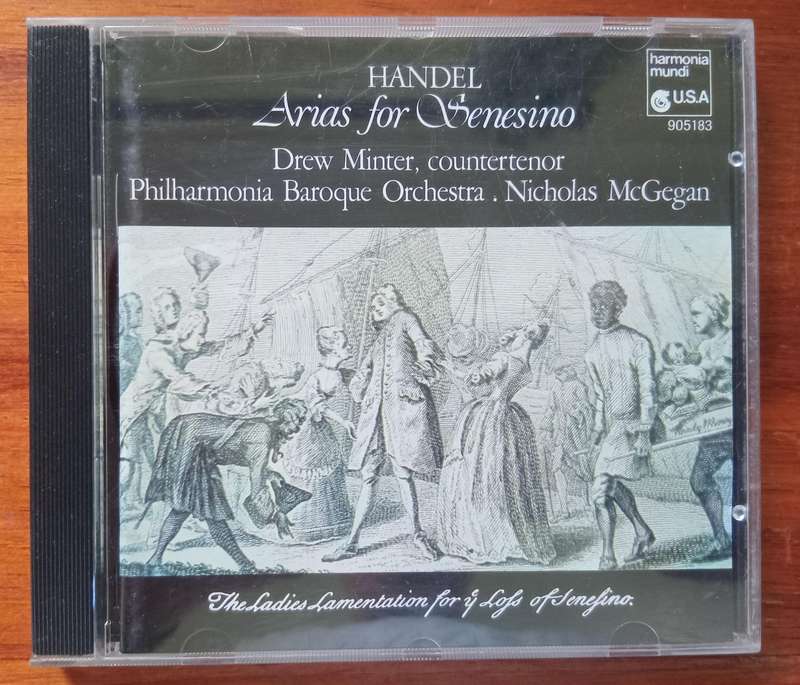 HANDEL
Arias for Senesino
Drew Minter, countertenor
Philharmonia Baroque Orchestra . Nicholas McGegan
harmonia
mundi
U.S.A
905183
The Ladies Lamentation for yͤ Loſs of Seneſino.